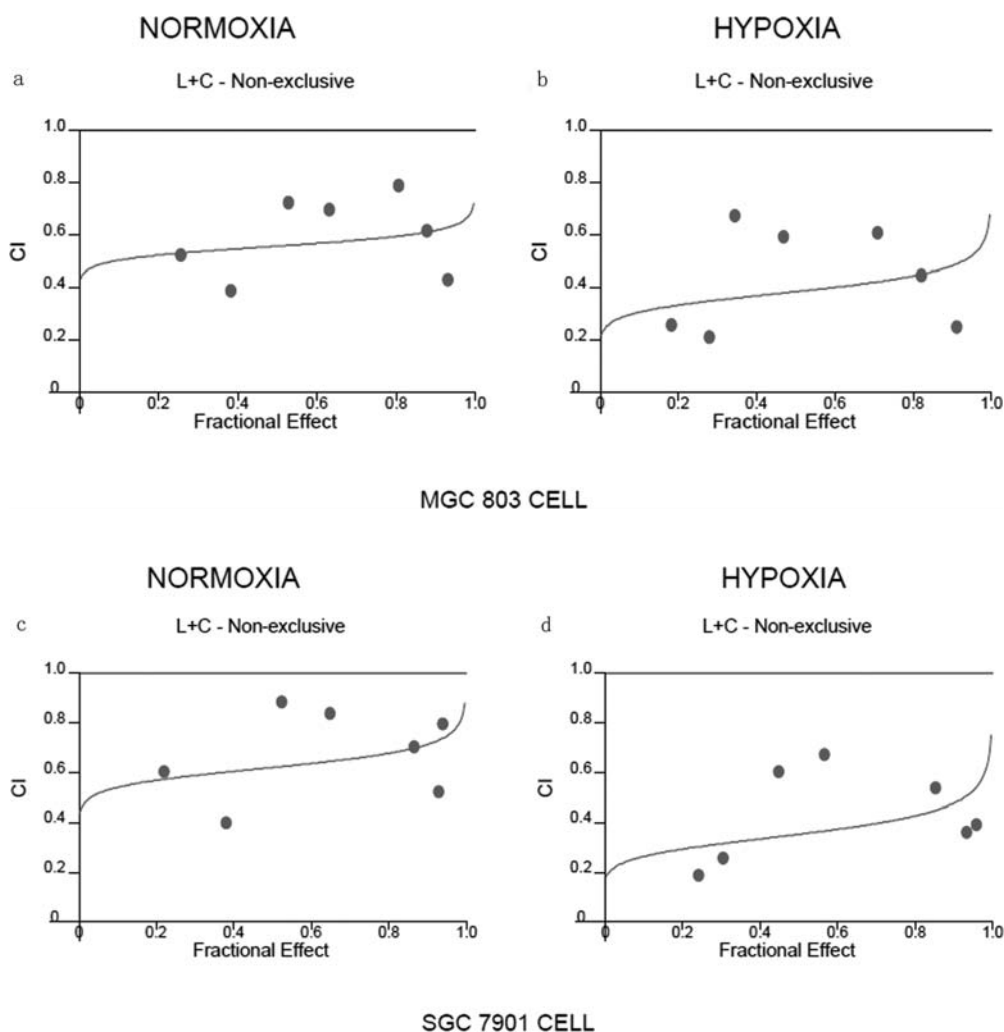 NORMOXIA
HYPOXIA
a
L+C - Non-exclusive
b
L+C - Non-exclusive
1.0
0.8
0.6
CI
0.4
0.2
0
0 0.2 0.4 0.6 0.8 1.0
Fractional Effect
1.0
0.8
0.6
CI
0.4
0.2
0
0 0.2 0.4 0.6 0.8 1.0
Fractional Effect
MGC 803 CELL
NORMOXIA
HYPOXIA
c
L+C - Non-exclusive
d
L+C - Non-exclusive
1.0
0.8
0.6
CI
0.4
0.2
0
0 0.2 0.4 0.6 0.8 1.0
Fractional Effect
1.0
0.8
0.6
CI
0.4
0.2
0
0 0.2 0.4 0.6 0.8 1.0
Fractional Effect
SGC 7901 CELL